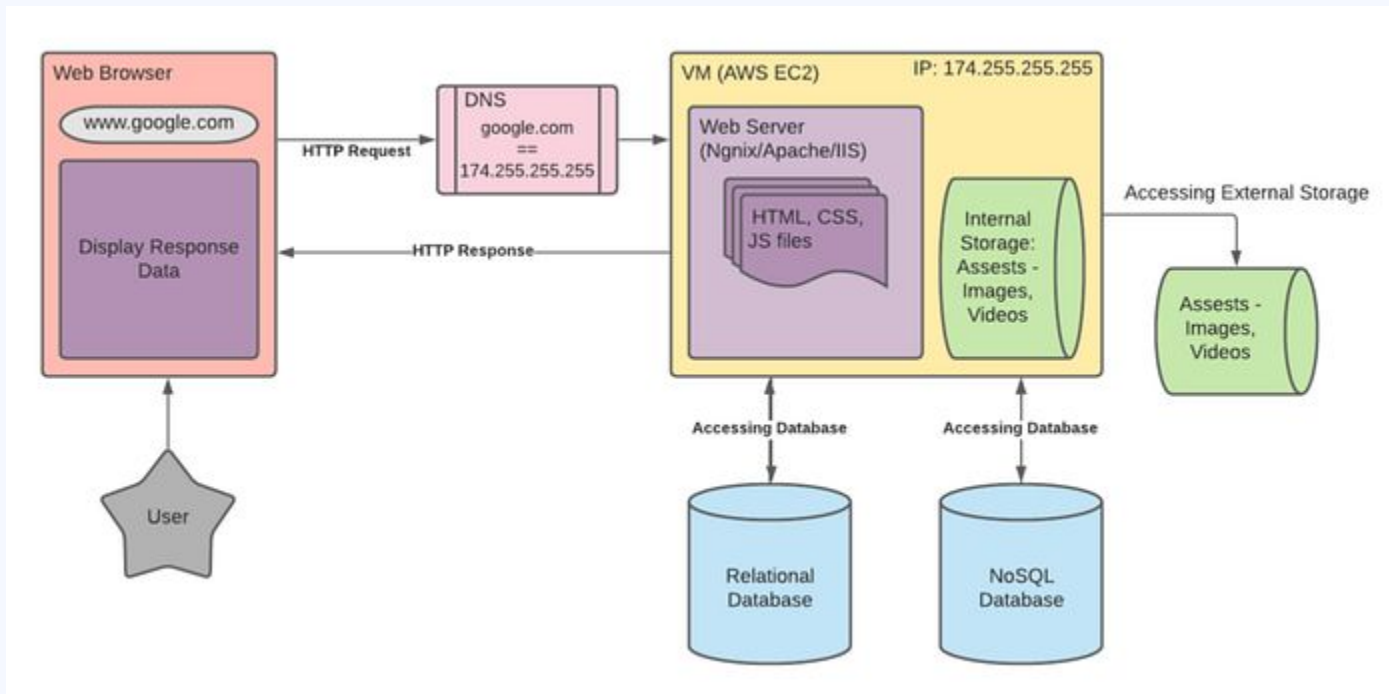 Web Browser
www.google.com
Display Response
Data
User
HTTP Request
DNS
google.com
==
174.255.255.255
HTTP Response
VM (AWS EC2)
IP: 174.255.255.255
Web Server
(Ngnix/Apache/IIS)
HTML, CSS,
JS files
Internal
Storage:
Assests -
Images,
Videos
Accessing External Storage
Assests -
Images,
Videos
Accessing Database
Accessing Database
Relational
Database
NoSQL
Database